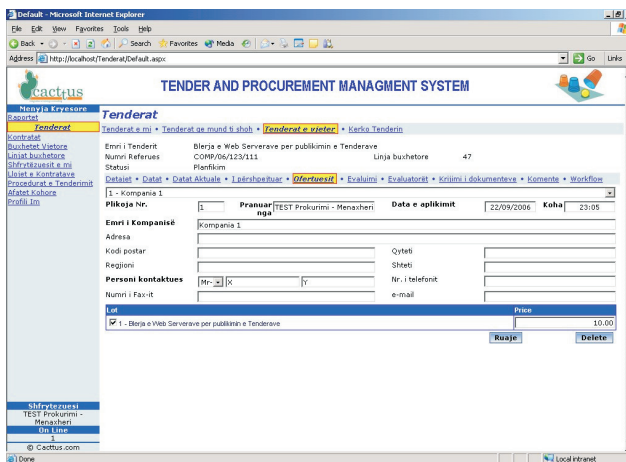 Default - Microsoft Internet Explorer
File Edit View Favorites Tools Help
Back Search Favorites Media
Address http://localhost/Tenderat/Default.aspx Go Links
cacttus TENDER AND PROCUREMENT MANAGMENT SYSTEM
Menyja Kryesore
Raportet
Tenderat
Kontratat
Buxhetet Vjetore
Linjat buxhetore
Shfrytëzuesit e mi
Llojet e Kontratave
Procedurat e Tenderimit
Afatet Kohore
Profili Im
Tenderat
Tenderat e mi • Tenderat qe mund ti shoh • Tenderat e vjeter • Kerko Tenderin
Emri i Tenderit Blerja e Web Serverave per publikimin e Tenderave
Numri Referues COMP/06/123/111 Linja buxhetore 47
Statusi Planfikim
Detajet • Datat • Datat Aktuale • I përshpejtuar • Ofertuesit • Evaluimi • Evaluatorët • Krijimi i dokumenteve • Komente • Workflow
1 - Kompania 1
Plikoja Nr. 1 Pranuar nga TEST Prokurimi - Menaxheri Data e aplikimit 22/09/2006 Koha 23:05
Emri i Kompanisë Kompania 1
Adresa
Kodi postar Qyteti
Regjioni Shteti
Personi kontaktues Mr- X Y Nr. i telefonit
Numri i Fax-it e-mail
Lot Price
1 - Blerja e Web Serverave per publikimin e Tenderave 10.00
Ruaje Delete
Shfrytezuesi
TEST Prokurimi -
Menaxheri
On Line
1
© Cacttus.com
Done Local intranet